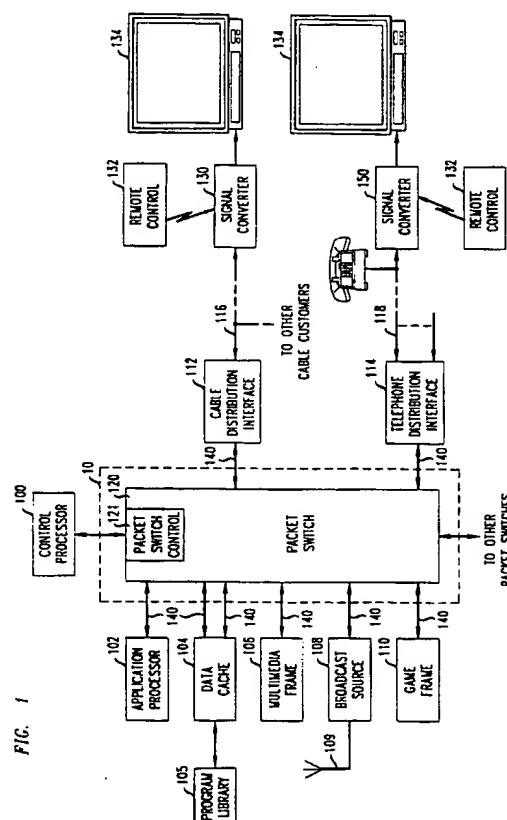 FIG. 1
100
CONTROL
PROCESSOR
10
120
121
PACKET
SWITCH
CONTROL
PACKET
SWITCH
TO OTHER
PACKET SWITCHES
102
APPLICATION
PROCESSOR
140
104
DATA
CACHE
140
140
105
PROGRAM
LIBRARY
106
MULTIMEDIA
FRAME
140
108
BROADCAST
SOURCE
140
109
110
GAME
FRAME
140
112
CABLE
DISTRIBUTION
INTERFACE
140
116
TO OTHER
CABLE CUSTOMERS
130
SIGNAL
CONVERTER
132
REMOTE
CONTROL
134
114
TELEPHONE
DISTRIBUTION
INTERFACE
140
118
150
SIGNAL
CONVERTER
132
REMOTE
CONTROL
134